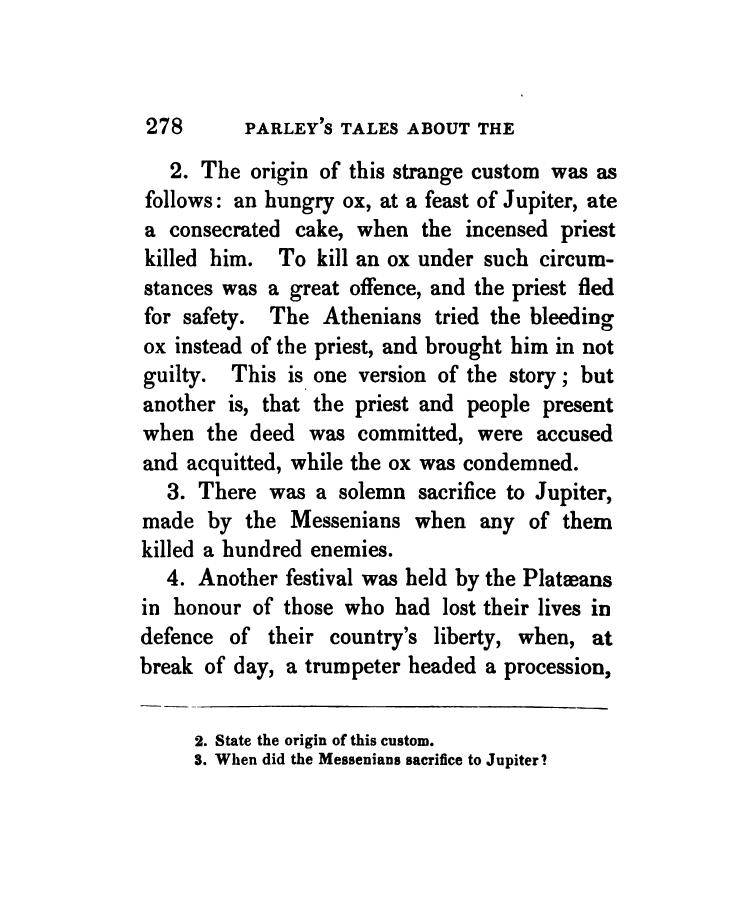 278 PARLEY'S TALES ABOUT THE
2. The origin of this strange custom was as
follows: an hungry ox, at a feast of Jupiter, ate
a consecrated cake, when the incensed priest
killed him. To kill an ox under such circum-
stances was a great offence, and the priest fled
for safety. The Athenians tried the bleeding
ox instead of the priest, and brought him in not
guilty. This is one version of the story; but
another is, that the priest and people present
when the deed was committed, were accused
and acquitted, while the ox was condemned.
3. There was a solemn sacrifice to Jupiter,
made by the Messenians when any of them
killed a hundred enemies.
4. Another festival was held by the Platæans
in honour of those who had lost their lives in
defence of their country's liberty, when, at
break of day, a trumpeter headed a procession,
2. State the origin of this custom.
3. When did the Messenians sacrifice to Jupiter?